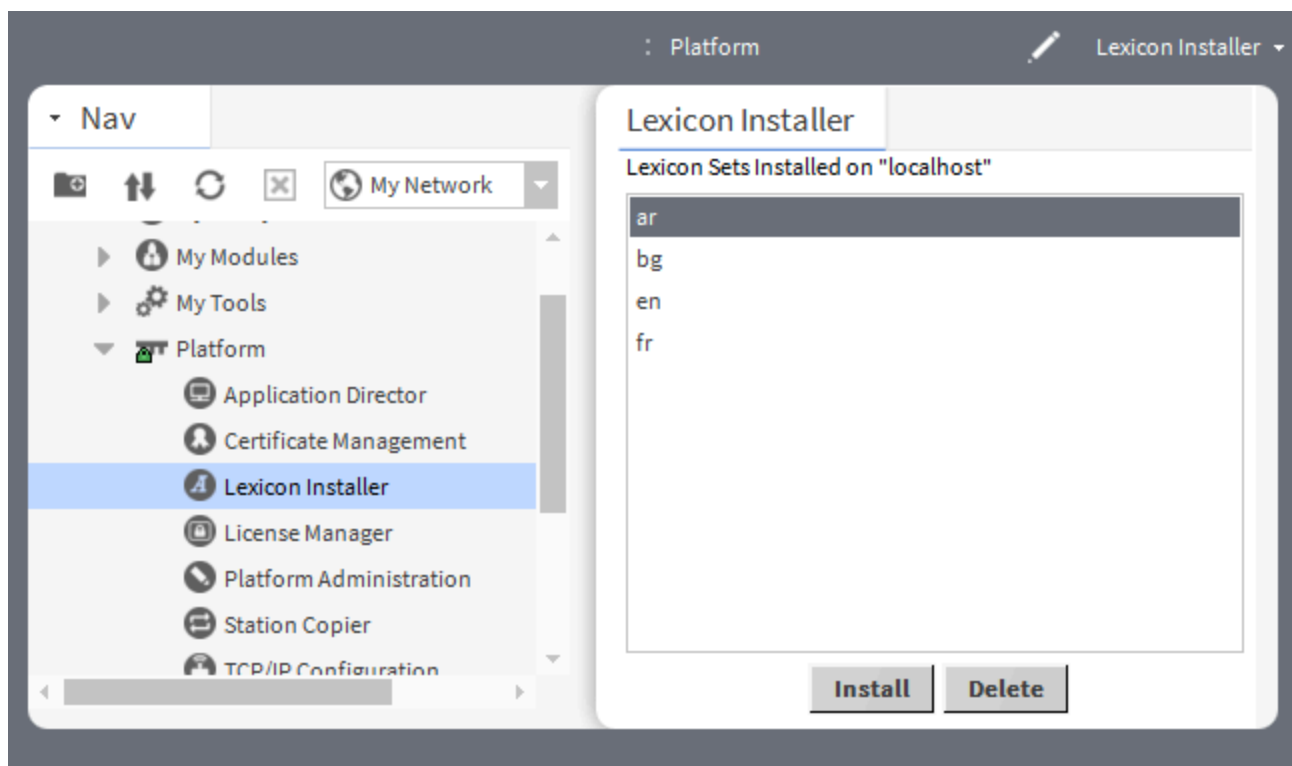 : Platform
Lexicon Installer
Nav
My Network
My Modules
My Tools
Platform
Application Director
Certificate Management
Lexicon Installer
License Manager
Platform Administration
Station Copier
TCP/IP Configuration
Lexicon Installer
Lexicon Sets Installed on "localhost"
ar
bg
en
fr
Install
Delete